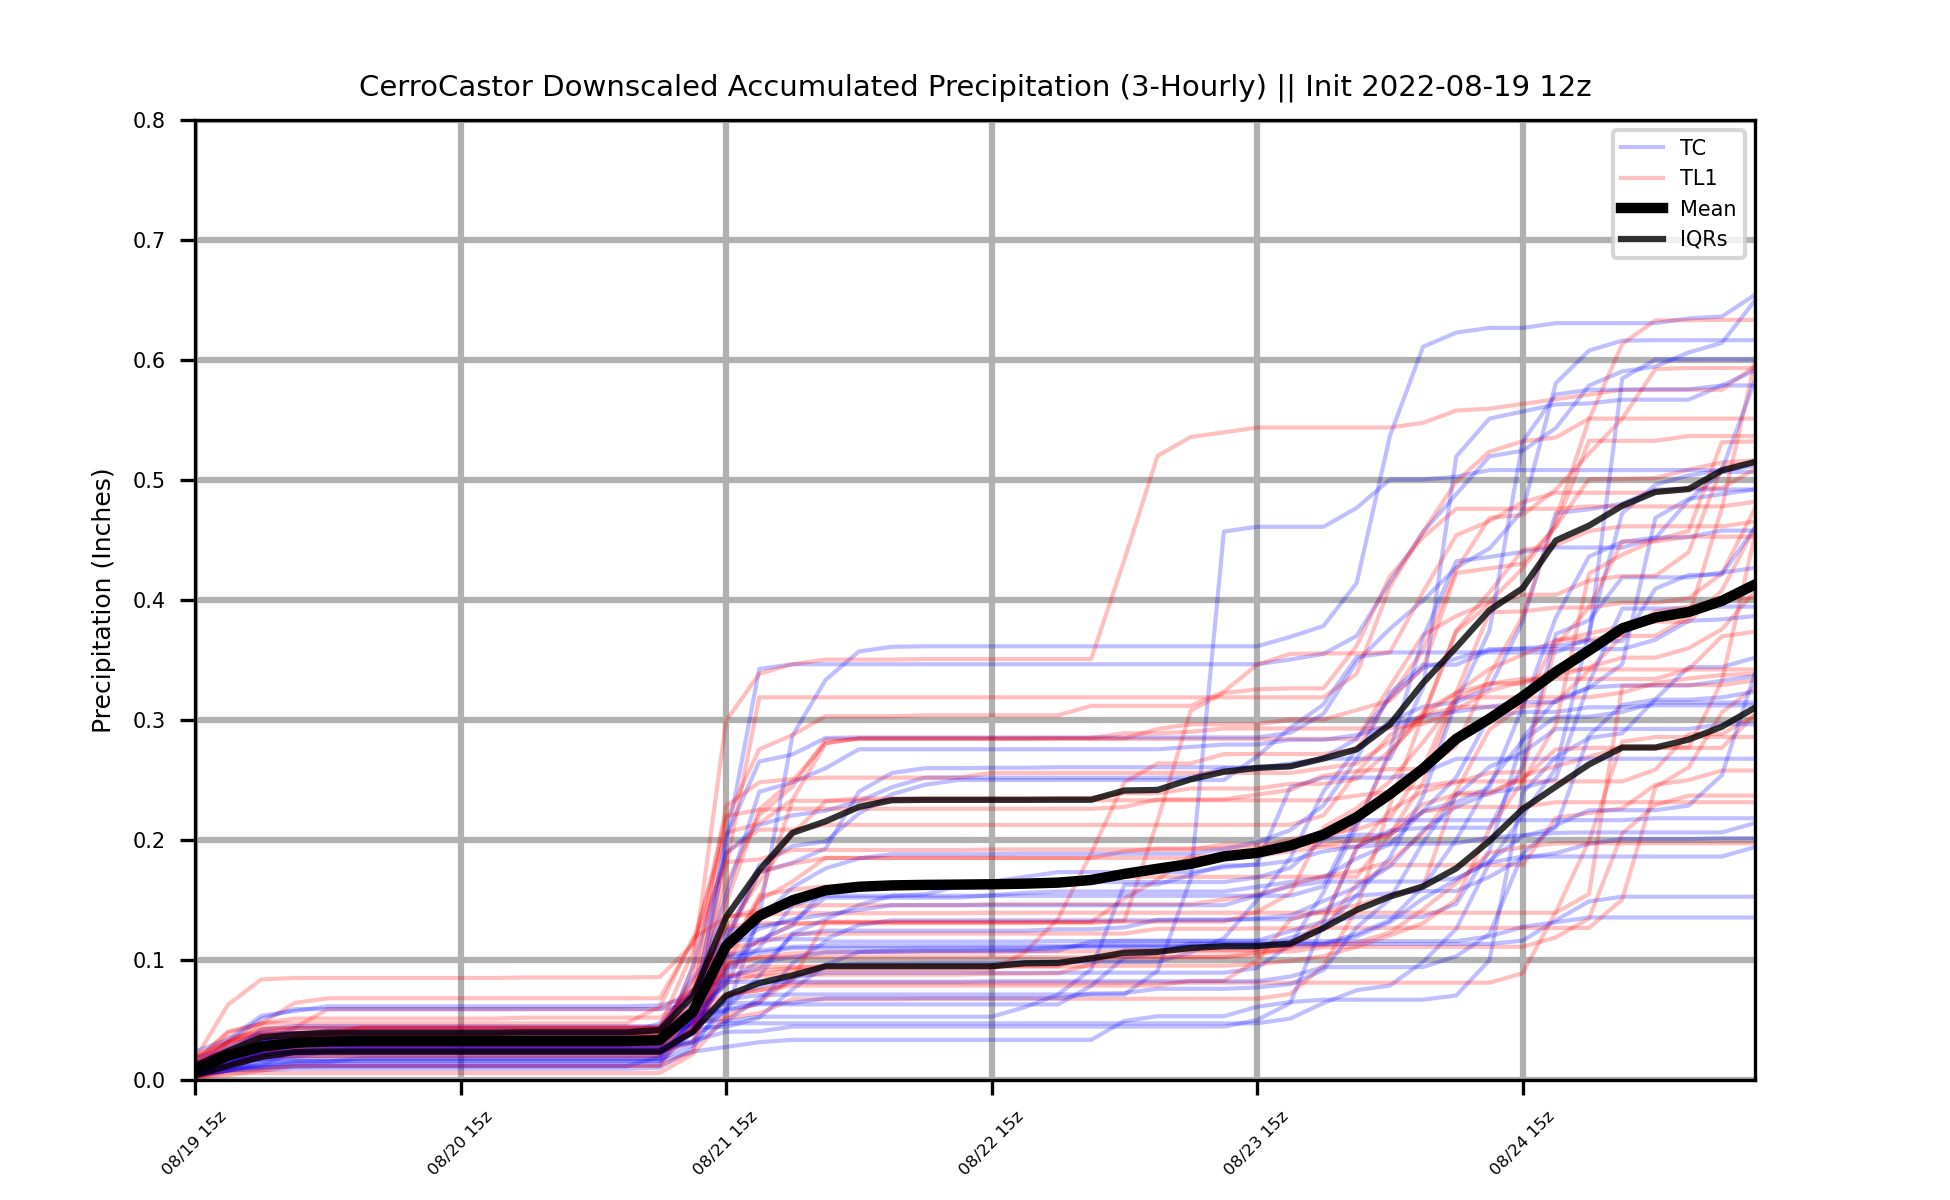 CerroCastor Downscaled Accumulated Precipitation (3-Hourly) || Init 2022-08-19 12z
Precipitation (Inches)
0.8
0.7
0.6
0.5
0.4
0.3
0.2
0.1
0.0
TC
TL1
Mean
IQRs
08/19 15z
08/20 15z
08/21 15z
08/22 15z
08/23 15z
08/24 15z